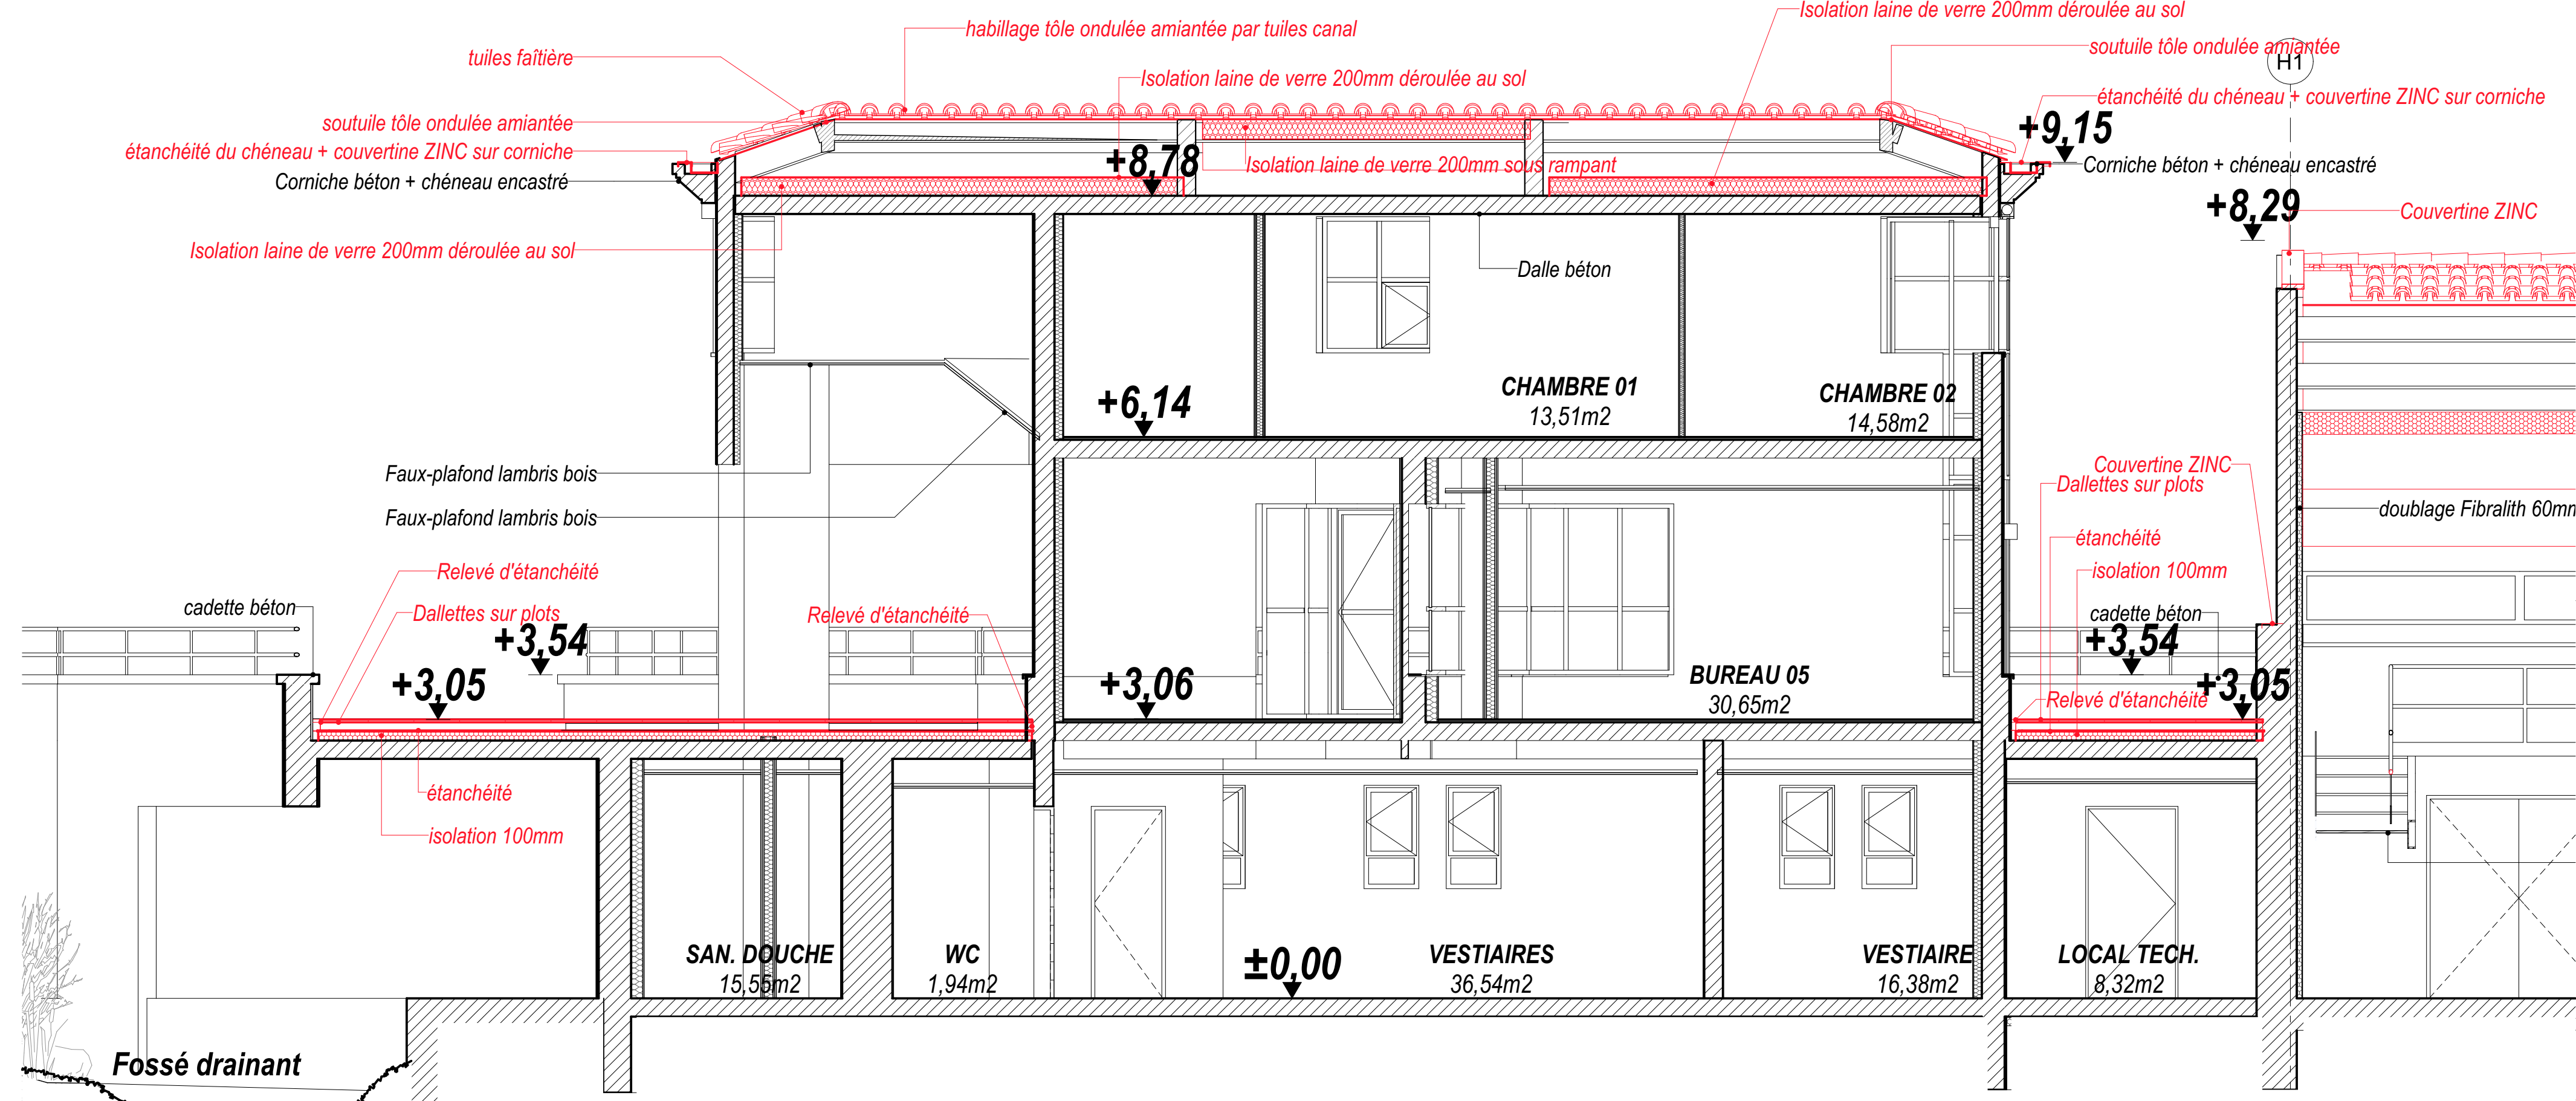 Isolation laine de verre 200mm déroulée au sol
habillage tôle ondulée amiantée par tuiles canal
soutuile tôle ondulée amiantée
tuiles faîtière
H1
Isolation laine de verre 200mm déroulée au sol
étanchéité du chéneau + couvertine ZINC sur corniche
soutuile tôle ondulée amiantée
+9,15
étanchéité du chéneau + couvertine ZINC sur corniche
+8,78
Isolation laine de verre 200mm sous rampant
Corniche béton + chéneau encastré
Corniche béton + chéneau encastré
+8,29
Couvertine ZINC
Isolation laine de verre 200mm déroulée au sol
Dalle béton
CHAMBRE 01
13,51m2
CHAMBRE 02
14,58m2
+6,14
Faux-plafond lambris bois
Couvertine ZINC
Dallettes sur plots
doublage Fibralith 60mm
Faux-plafond lambris bois
étanchéité
Relevé d'étanchéité
isolation 100mm
cadette béton
Dallettes sur plots
Relevé d'étanchéité
cadette béton
+3,54
+3,54
+3,05
+3,06
BUREAU 05
30,65m2
+3,05
Relevé d'étanchéité
étanchéité
isolation 100mm
SAN. DOUCHE
15,55m2
WC
1,94m2
±0,00
VESTIAIRES
36,54m2
VESTIAIRE
16,38m2
LOCAL TECH.
8,32m2
Fossé drainant